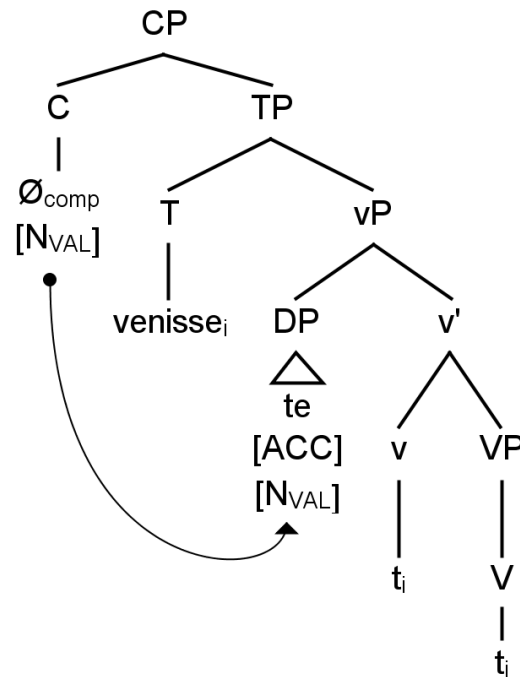 CP
C TP
Øcomp T vP
[NVAL]
venissei DP v'
te
[ACC] v VP
[NVAL]
ti V
ti